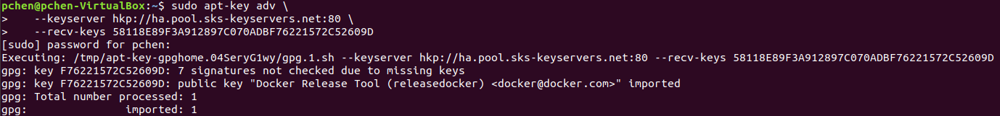 pchen@pchen-VirtualBox:~$ sudo apt-key adv \
>    --keyserver hkp://ha.pool.sks-keyservers.net:80 \
>    --recv-keys 58118E89F3A912897C070ADBF76221572C52609D
[sudo] password for pchen:
Executing: /tmp/apt-key-gpghome.04SeryG1wy/gpg.1.sh --keyserver hkp://ha.pool.sks-keyservers.net:80 --recv-keys 58118E89F3A912897C070ADBF76221572C52609D
gpg: key F76221572C52609D: 7 signatures not checked due to missing keys
gpg: key F76221572C52609D: public key "Docker Release Tool (releasedocker) <docker@docker.com>" imported
gpg: Total number processed: 1
gpg:               imported: 1